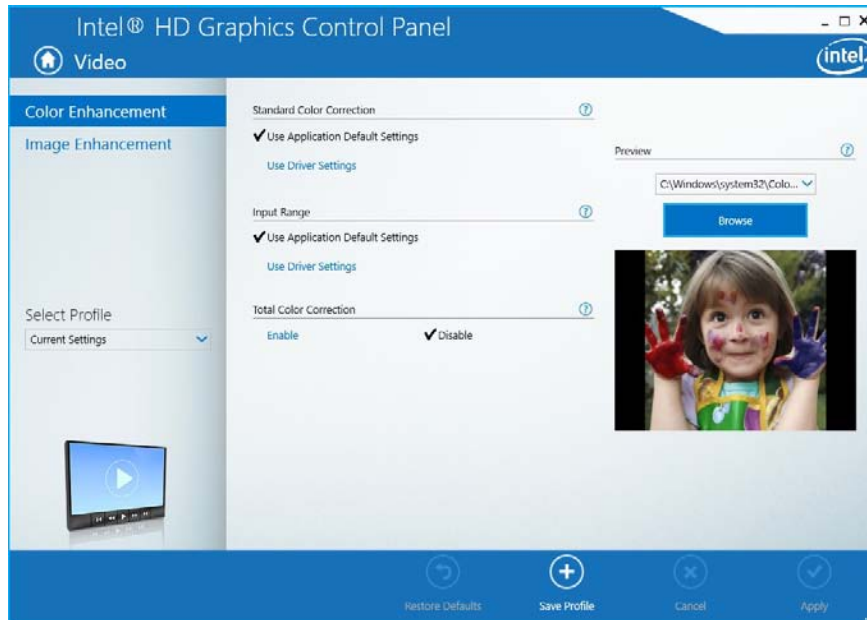 Intel® HD Graphics Control Panel
Video
intel
Color Enhancement
Image Enhancement
Select Profile
Current Settings
Standard Color Correction
Use Application Default Settings
Use Driver Settings
Input Range
Use Application Default Settings
Use Driver Settings
Total Color Correction
Enable
Disable
Preview
C:\Windows\system32\Colo...
Browse
Restore Defaults
Save Profile
Cancel
Apply